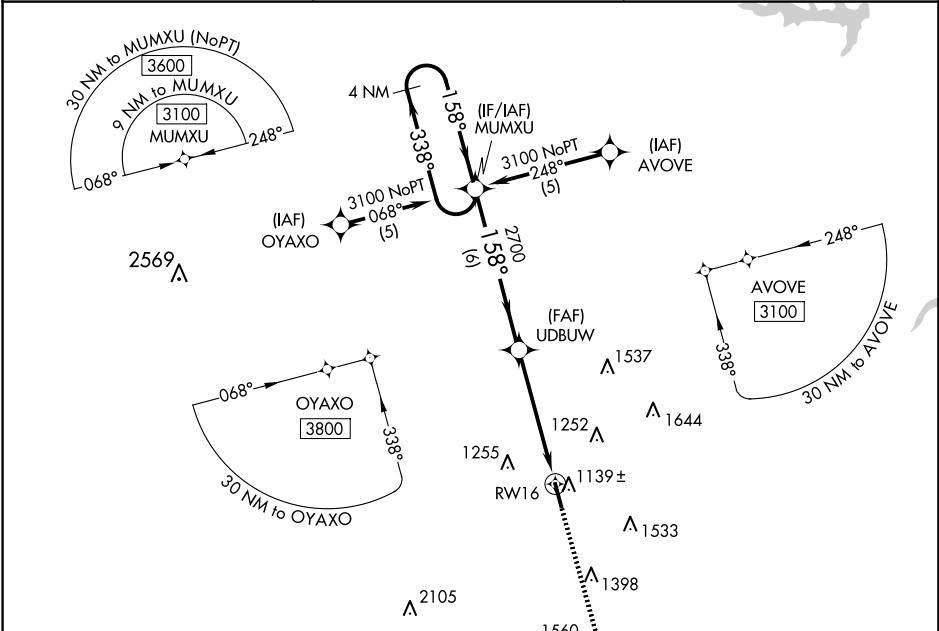 30 NM to MUMXU (NoPT)
3600
9 NM to MUMXU
3100
MUMXU
068°
248°
4 NM
338°
158°
(IF/IAF)
MUMXU
3100 NoPT
248°
(5)
(IAF)
AVOVE
3100 NoPT
068°
(5)
(IAF)
OYAXO
2569
2700
158°
(6)
248°
AVOVE
3100
338°
30 NM to AVOVE
(FAF)
UDBUW
1537
068°
OYAXO
3800
338°
30 NM to OYAXO
1644
1252
1255
RW16
1139±
1533
1398
2105
1560